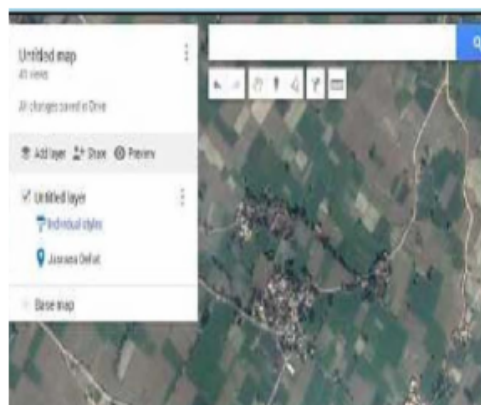 Untitled map
All changes saved in Drive
Add layer Share Preview
Untitled layer
Individual styles
Base map